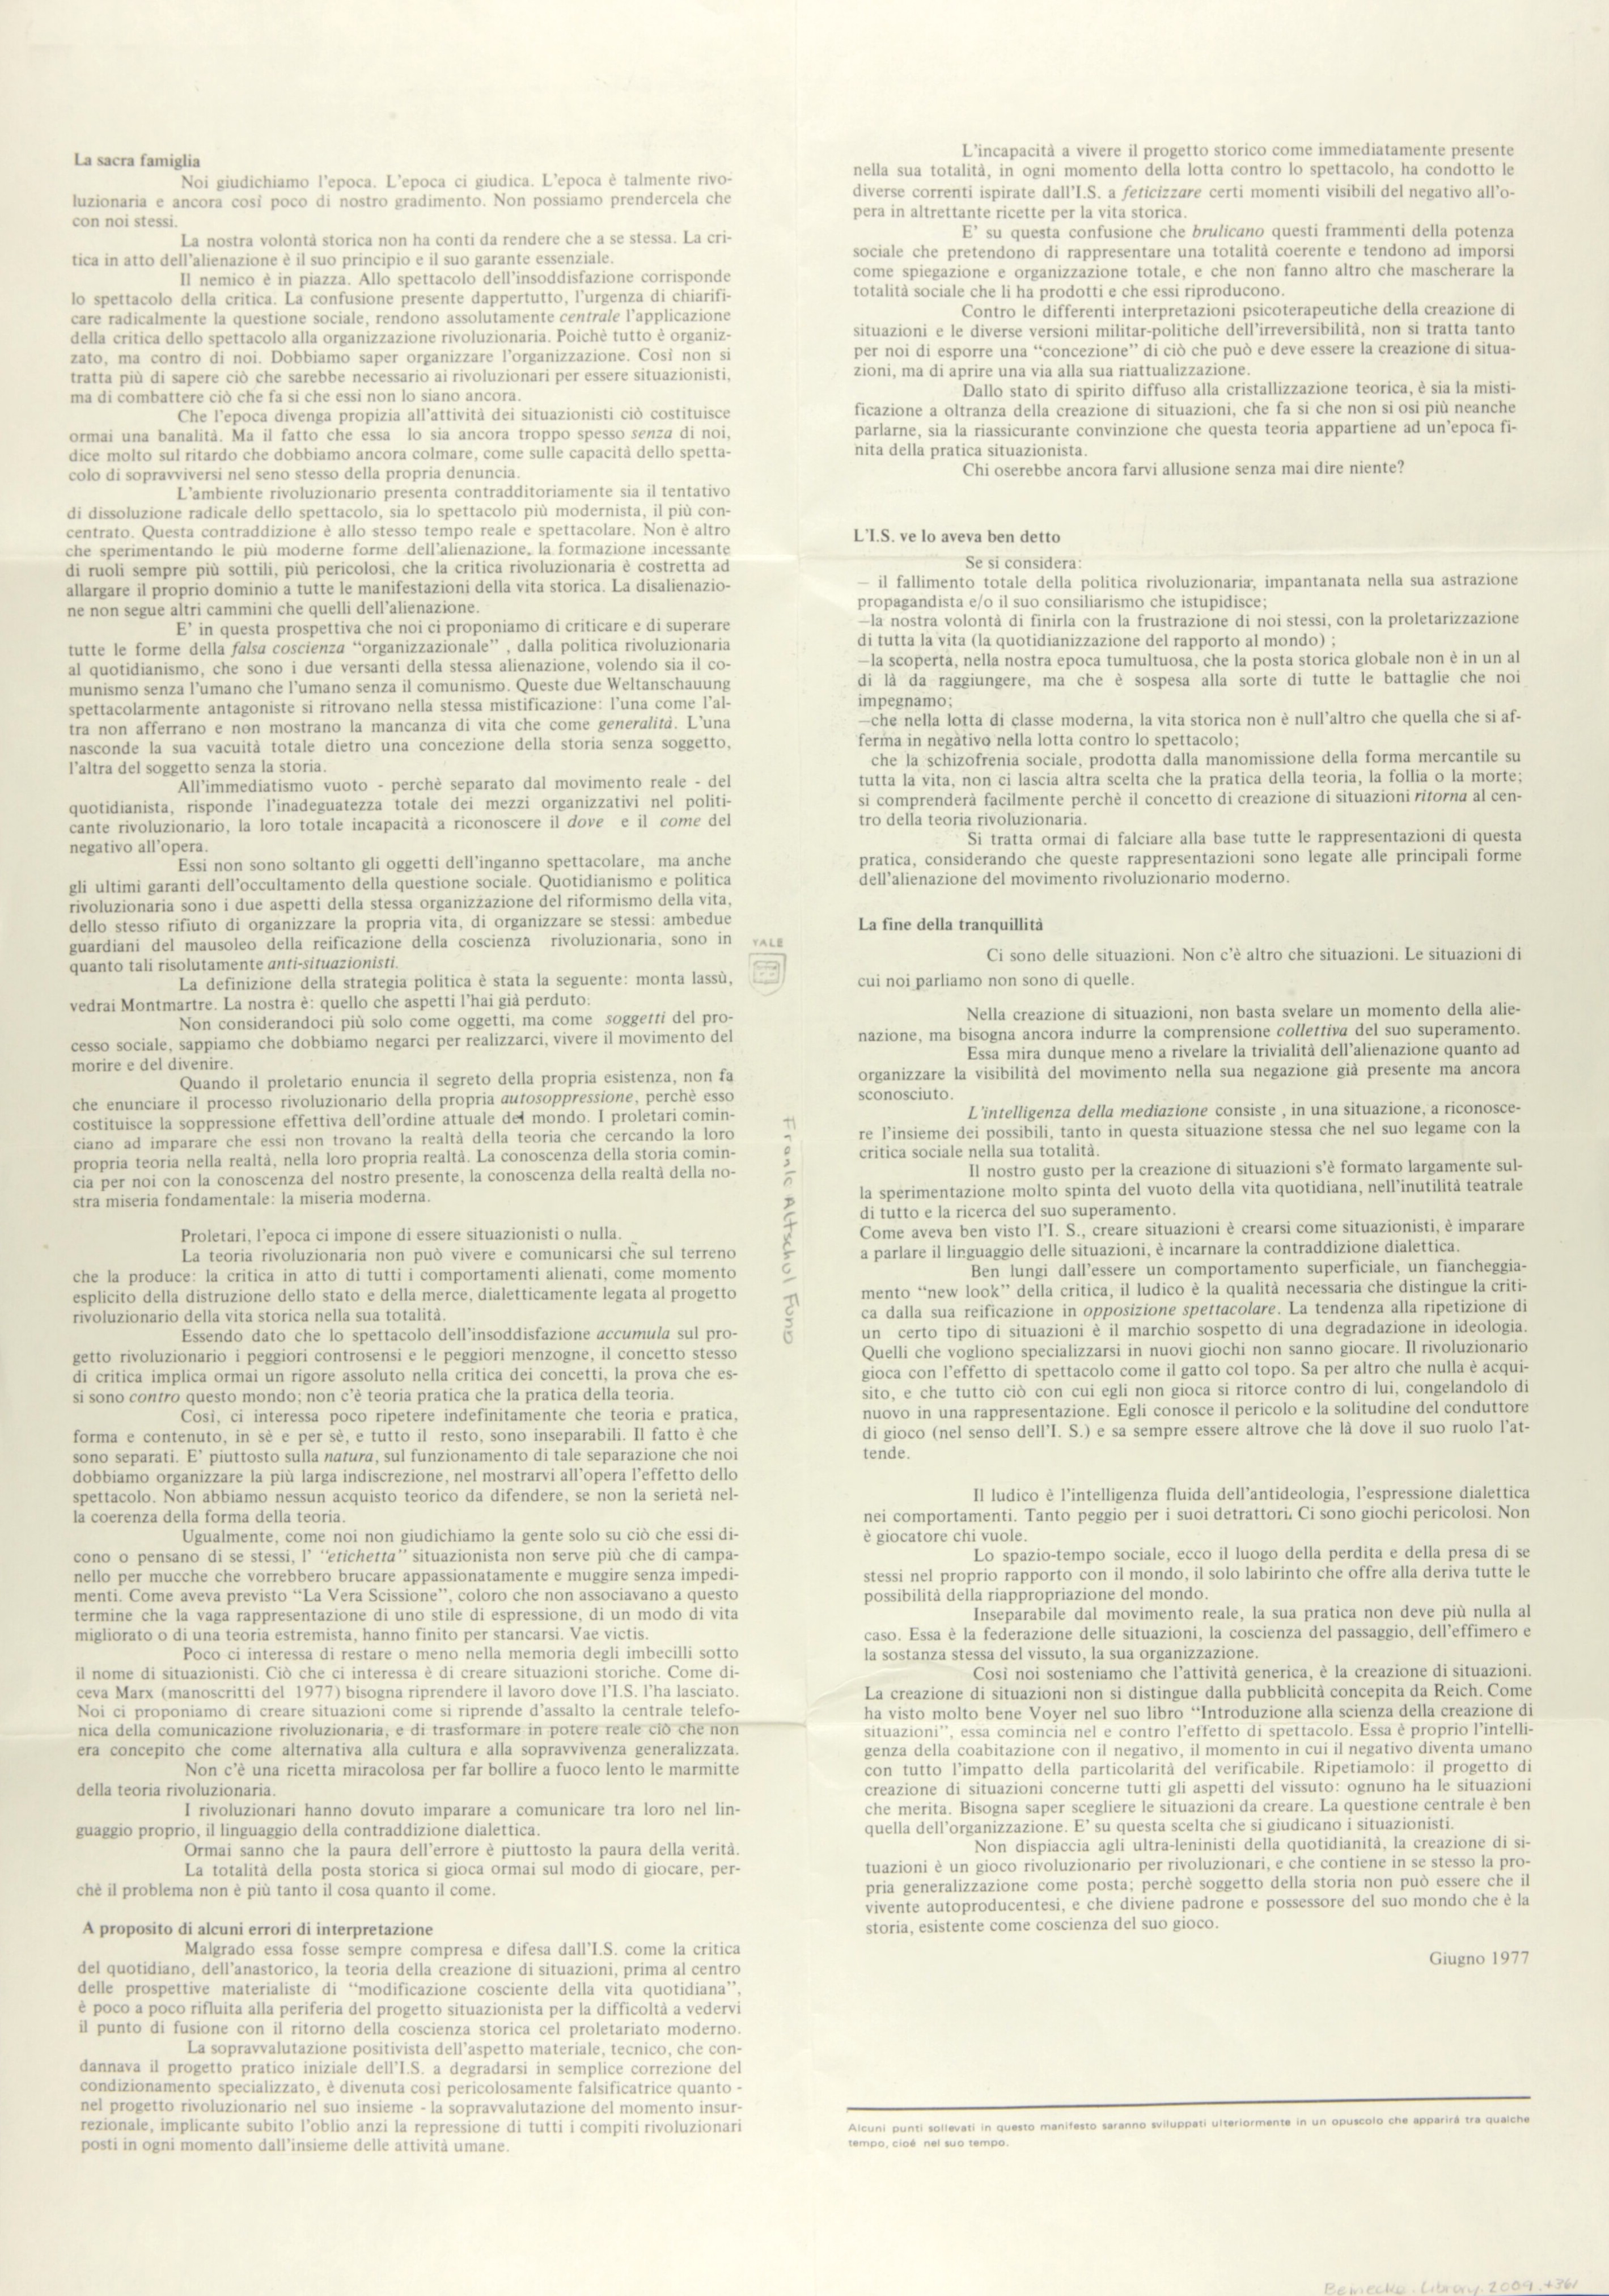 La sacra famiglia
Noi giudichiamo l'epoca. L'epoca ci giudica. L'epoca è talmente rivo-
luzionaria e ancora così poco di nostro gradimento. Non possiamo prendercela che
con noi stessi.
La nostra volontà storica non ha conti da rendere che a se stessa. La cri-
tica in atto dell'alienazione è il suo principio e il suo garante essenziale.
Il nemico è in piazza. Allo spettacolo dell'insoddisfazione corrisponde
lo spettacolo della critica. La confusione presente dappertutto, l'urgenza di chiarifi-
care radicalmente la questione sociale, rendono assolutamente centrale l'applicazione
della critica dello spettacolo alla organizzazione rivoluzionaria. Poichè tutto è organiz-
zato, ma contro di noi. Dobbiamo saper organizzare l'organizzazione. Così non si
tratta più di sapere ciò che sarebbe necessario ai rivoluzionari per essere situazionisti,
ma di combattere ciò che fa si che essi non lo siano ancora.
Che l'epoca divenga propizia all'attività dei situazionisti ciò costituisce
ormai una banalità. Ma il fatto che essa lo sia ancora troppo spesso senza di noi,
dice molto sul ritardo che dobbiamo ancora colmare, come sulle capacità dello spetta-
colo di sopravviversi nel seno stesso della propria denuncia.
L'ambiente rivoluzionario presenta contradditoriamente sia il tentativo
di dissoluzione radicale dello spettacolo, sia lo spettacolo più modernista, il più con-
centrato. Questa contraddizione è allo stesso tempo reale e spettacolare. Non è altro
che sperimentando le più moderne forme dell'alienazione, la formazione incessante
di ruoli sempre più sottili, più pericolosi, che la critica rivoluzionaria è costretta ad
allargare il proprio dominio a tutte le manifestazioni della vita storica. La disalienazio-
ne non segue altri cammini che quelli dell'alienazione.
E' in questa prospettiva che noi ci proponiamo di criticare e di superare
tutte le forme della falsa coscienza "organizzazionale" , dalla politica rivoluzionaria
al quotidianismo, che sono i due versanti della stessa alienazione, volendo sia il co-
munismo senza l'umano che l'umano senza il comunismo. Queste due Weltanschauung
spettacolarmente antagoniste si ritrovano nella stessa mistificazione: l'una come l'al-
tra non afferrano e non mostrano la mancanza di vita che come generalità. L'una
nasconde la sua vacuità totale dietro una concezione della storia senza soggetto,
l'altra del soggetto senza la storia.
All'immediatismo vuoto - perchè separato dal movimento reale - del
quotidianista, risponde l'inadeguatezza totale dei mezzi organizzativi nel politi-
cante rivoluzionario, la loro totale incapacità a riconoscere il dove e il come del
negativo all'opera.
Essi non sono soltanto gli oggetti dell'inganno spettacolare, ma anche
gli ultimi garanti dell'occultamento della questione sociale. Quotidianismo e politica
rivoluzionaria sono i due aspetti della stessa organizzazione del riformismo della vita,
dello stesso rifiuto di organizzare la propria vita, di organizzare se stessi: ambedue
guardiani del mausoleo della reificazione della coscienza rivoluzionaria, sono in
quanto tali risolutamente anti-situazionisti.
La definizione della strategia politica è stata la seguente: monta lassù,
vedrai Montmartre. La nostra è: quello che aspetti l'hai già perduto.
Non considerandoci più solo come oggetti, ma come soggetti del pro-
cesso sociale, sappiamo che dobbiamo negarci per realizzarci, vivere il movimento del
morire e del divenire.
Quando il proletario enuncia il segreto della propria esistenza, non fa
che enunciare il processo rivoluzionario della propria autosoppressione, perchè esso
costituisce la soppressione effettiva dell'ordine attuale del mondo. I proletari comin-
ciano ad imparare che essi non trovano la realtà della teoria che cercando la loro
propria teoria nella realtà, nella loro propria realtà. La conoscenza della storia comin-
cia per noi con la conoscenza del nostro presente, la conoscenza della realtà della no-
stra miseria fondamentale: la miseria moderna.
Proletari, l'epoca ci impone di essere situazionisti o nulla.
La teoria rivoluzionaria non può vivere e comunicarsi che sul terreno
che la produce: la critica in atto di tutti i comportamenti alienati, come momento
esplicito della distruzione dello stato e della merce, dialetticamente legata al progetto
rivoluzionario della vita storica nella sua totalità.
Essendo dato che lo spettacolo dell'insoddisfazione accumula sul pro-
getto rivoluzionario i peggiori controsensi e le peggiori menzogne, il concetto stesso
di critica implica ormai un rigore assoluto nella critica dei concetti, la prova che es-
si sono contro questo mondo; non c'è teoria pratica che la pratica della teoria.
Così, ci interessa poco ripetere indefinitamente che teoria e pratica,
forma e contenuto, in sè e per sè, e tutto il resto, sono inseparabili. Il fatto è che
sono separati. E' piuttosto sulla natura, sul funzionamento di tale separazione che noi
dobbiamo organizzare la più larga indiscrezione, nel mostrarvi all'opera l'effetto dello
spettacolo. Non abbiamo nessun acquisto teorico da difendere, se non la serietà nel-
la coerenza della forma della teoria.
Ugualmente, come noi non giudichiamo la gente solo su ciò che essi di-
cono o pensano di se stessi, l' "etichetta" situazionista non serve più che di campa-
nello per mucche che vorrebbero brucare appassionatamente e muggire senza impedi-
menti. Come aveva previsto "La Vera Scissione", coloro che non associavano a questo
termine che la vaga rappresentazione di uno stile di espressione, di un modo di vita
migliorato o di una teoria estremista, hanno finito per stancarsi. Vae victis.
Poco ci interessa di restare o meno nella memoria degli imbecilli sotto
il nome di situazionisti. Ciò che ci interessa è di creare situazioni storiche. Come di-
ceva Marx (manoscritti del 1977) bisogna riprendere il lavoro dove l'I.S. l'ha lasciato.
Noi ci proponiamo di creare situazioni come si riprende d'assalto la centrale telefo-
nica della comunicazione rivoluzionaria, e di trasformare in potere reale ciò che non
era concepito che come alternativa alla cultura e alla sopravvivenza generalizzata.
Non c'è una ricetta miracolosa per far bollire a fuoco lento le marmitte
della teoria rivoluzionaria.
I rivoluzionari hanno dovuto imparare a comunicare tra loro nel lin-
guaggio proprio, il linguaggio della contraddizione dialettica.
Ormai sanno che la paura dell'errore è piuttosto la paura della verità.
La totalità della posta storica si gioca ormai sul modo di giocare, per-
chè il problema non è più tanto il cosa quanto il come.
A proposito di alcuni errori di interpretazione
Malgrado essa fosse sempre compresa e difesa dall'I.S. come la critica
del quotidiano, dell'anastorico, la teoria della creazione di situazioni, prima al centro
delle prospettive materialiste di "modificazione cosciente della vita quotidiana",
è poco a poco rifluita alla periferia del progetto situazionista per la difficoltà a vedervi
il punto di fusione con il ritorno della coscienza storica cel proletariato moderno.
La sopravvalutazione positivista dell'aspetto materiale, tecnico, che con-
dannava il progetto pratico iniziale dell'I.S. a degradarsi in semplice correzione del
condizionamento specializzato, è divenuta così pericolosamente falsificatrice quanto -
nel progetto rivoluzionario nel suo insieme - la sopravvalutazione del momento insur-
rezionale, implicante subito l'oblio anzi la repressione di tutti i compiti rivoluzionari
posti in ogni momento dall'insieme delle attività umane.
YALE
Frank Altschul Fund
L'incapacità a vivere il progetto storico come immediatamente presente
nella sua totalità, in ogni momento della lotta contro lo spettacolo, ha condotto le
diverse correnti ispirate dall'I.S. a feticizzare certi momenti visibili del negativo all'o-
pera in altrettante ricette per la vita storica.
E' su questa confusione che brulicano questi frammenti della potenza
sociale che pretendono di rappresentare una totalità coerente e tendono ad imporsi
come spiegazione e organizzazione totale, e che non fanno altro che mascherare la
totalità sociale che li ha prodotti e che essi riproducono.
Contro le differenti interpretazioni psicoterapeutiche della creazione di
situazioni e le diverse versioni militar-politiche dell'irreversibilità, non si tratta tanto
per noi di esporre una "concezione" di ciò che può e deve essere la creazione di situa-
zioni, ma di aprire una via alla sua riattualizzazione.
Dallo stato di spirito diffuso alla cristallizzazione teorica, è sia la misti-
ficazione a oltranza della creazione di situazioni, che fa si che non si osi più neanche
parlarne, sia la riassicurante convinzione che questa teoria appartiene ad un'epoca fi-
nita della pratica situazionista.
Chi oserebbe ancora farvi allusione senza mai dire niente?
L'I.S. ve lo aveva ben detto
Se si considera:
— il fallimento totale della politica rivoluzionaria, impantanata nella sua astrazione
propagandista e/o il suo consiliarismo che istupidisce;
—la nostra volontà di finirla con la frustrazione di noi stessi, con la proletarizzazione
di tutta la vita (la quotidianizzazione del rapporto al mondo) ;
—la scoperta, nella nostra epoca tumultuosa, che la posta storica globale non è in un al
di là da raggiungere, ma che è sospesa alla sorte di tutte le battaglie che noi
impegnamo;
—che nella lotta di classe moderna, la vita storica non è null'altro che quella che si af-
ferma in negativo nella lotta contro lo spettacolo;
che la schizofrenia sociale, prodotta dalla manomissione della forma mercantile su
tutta la vita, non ci lascia altra scelta che la pratica della teoria, la follia o la morte;
si comprenderà facilmente perchè il concetto di creazione di situazioni ritorna al cen-
tro della teoria rivoluzionaria.
Si tratta ormai di falciare alla base tutte le rappresentazioni di questa
pratica, considerando che queste rappresentazioni sono legate alle principali forme
dell'alienazione del movimento rivoluzionario moderno.
La fine della tranquillità
Ci sono delle situazioni. Non c'è altro che situazioni. Le situazioni di
cui noi parliamo non sono di quelle.
Nella creazione di situazioni, non basta svelare un momento della alie-
nazione, ma bisogna ancora indurre la comprensione collettiva del suo superamento.
Essa mira dunque meno a rivelare la trivialità dell'alienazione quanto ad
organizzare la visibilità del movimento nella sua negazione già presente ma ancora
sconosciuto.
L'intelligenza della mediazione consiste , in una situazione, a riconosce-
re l'insieme dei possibili, tanto in questa situazione stessa che nel suo legame con la
critica sociale nella sua totalità.
Il nostro gusto per la creazione di situazioni s'è formato largamente sul-
la sperimentazione molto spinta del vuoto della vita quotidiana, nell'inutilità teatrale
di tutto e la ricerca del suo superamento.
Come aveva ben visto l'I. S., creare situazioni è crearsi come situazionisti, è imparare
a parlare il linguaggio delle situazioni, è incarnare la contraddizione dialettica.
Ben lungi dall'essere un comportamento superficiale, un fiancheggia-
mento "new look" della critica, il ludico è la qualità necessaria che distingue la criti-
ca dalla sua reificazione in opposizione spettacolare. La tendenza alla ripetizione di
un certo tipo di situazioni è il marchio sospetto di una degradazione in ideologia.
Quelli che vogliono specializzarsi in nuovi giochi non sanno giocare. Il rivoluzionario
gioca con l'effetto di spettacolo come il gatto col topo. Sa per altro che nulla è acqui-
sito, e che tutto ciò con cui egli non gioca si ritorce contro di lui, congelandolo di
nuovo in una rappresentazione. Egli conosce il pericolo e la solitudine del conduttore
di gioco (nel senso dell'I. S.) e sa sempre essere altrove che là dove il suo ruolo l'at-
tende.
Il ludico è l'intelligenza fluida dell'antideologia, l'espressione dialettica
nei comportamenti. Tanto peggio per i suoi detrattori. Ci sono giochi pericolosi. Non
è giocatore chi vuole.
Lo spazio-tempo sociale, ecco il luogo della perdita e della presa di se
stessi nel proprio rapporto con il mondo, il solo labirinto che offre alla deriva tutte le
possibilità della riappropriazione del mondo.
Inseparabile dal movimento reale, la sua pratica non deve più nulla al
caso. Essa è la federazione delle situazioni, la coscienza del passaggio, dell'effimero e
la sostanza stessa del vissuto, la sua organizzazione.
Così noi sosteniamo che l'attività generica, è la creazione di situazioni.
La creazione di situazioni non si distingue dalla pubblicità concepita da Reich. Come
ha visto molto bene Voyer nel suo libro "Introduzione alla scienza della creazione di
situazioni", essa comincia nel e contro l'effetto di spettacolo. Essa è proprio l'intelli-
genza della coabitazione con il negativo, il momento in cui il negativo diventa umano
con tutto l'impatto della particolarità del verificabile. Ripetiamolo: il progetto di
creazione di situazioni concerne tutti gli aspetti del vissuto: ognuno ha le situazioni
che merita. Bisogna saper scegliere le situazioni da creare. La questione centrale è ben
quella dell'organizzazione. E' su questa scelta che si giudicano i situazionisti.
Non dispiaccia agli ultra-leninisti della quotidianità, la creazione di si-
tuazioni è un gioco rivoluzionario per rivoluzionari, e che contiene in se stesso la pro-
pria generalizzazione come posta; perchè soggetto della storia non può essere che il
vivente autoproducentesi, e che diviene padrone e possessore del suo mondo che è la
storia, esistente come coscienza del suo gioco.
Giugno 1977
Alcuni punti sollevati in questo manifesto saranno sviluppati ulteriormente in un opuscolo che apparirà tra qualche
tempo, cioè nel suo tempo.
Beinecke Library. 2009 +361